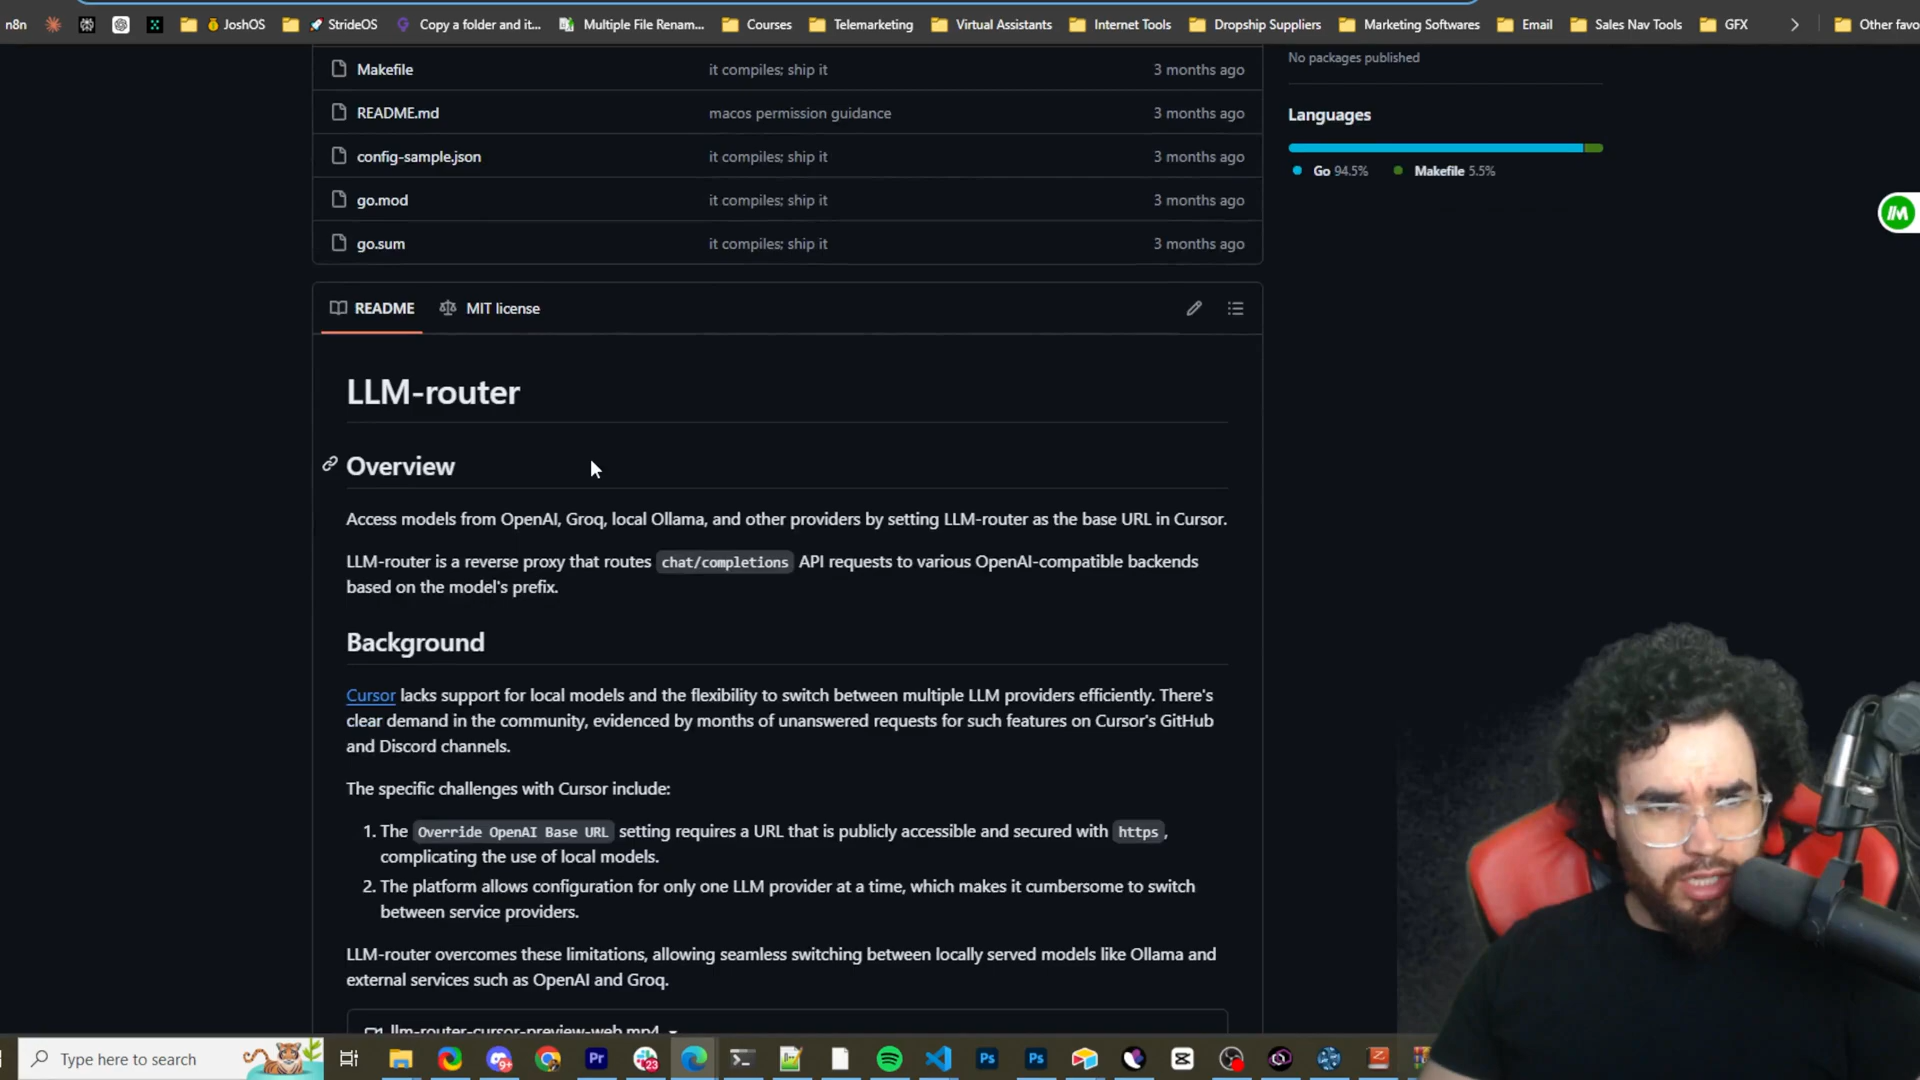 n8n JoshOS StrideOS Copy a folder and it... Multiple File Renam... Courses Telemarketing Virtual Assistants Internet Tools Dropship Suppliers Marketing Softwares Email Sales Nav Tools GFX Other favo
Makefile it compiles; ship it 3 months ago
README.md macos permission guidance 3 months ago
config-sample.json it compiles; ship it 3 months ago
go.mod it compiles; ship it 3 months ago
go.sum it compiles; ship it 3 months ago
No packages published
Languages
Go 94.5% Makefile 5.5%
README MIT license
LLM-router
Overview
Access models from OpenAI, Groq, local Ollama, and other providers by setting LLM-router as the base URL in Cursor.
LLM-router is a reverse proxy that routes chat/completions API requests to various OpenAI-compatible backends
based on the model's prefix.
Background
Cursor lacks support for local models and the flexibility to switch between multiple LLM providers efficiently. There's
clear demand in the community, evidenced by months of unanswered requests for such features on Cursor's GitHub
and Discord channels.
The specific challenges with Cursor include:
1. The Override OpenAI Base URL setting requires a URL that is publicly accessible and secured with https,
complicating the use of local models.
2. The platform allows configuration for only one LLM provider at a time, which makes it cumbersome to switch
between service providers.
LLM-router overcomes these limitations, allowing seamless switching between locally served models like Ollama and
external services such as OpenAI and Groq.
llm-router-cursor-preview-web.mp4
Type here to search
Pr
23
Ps
Ps